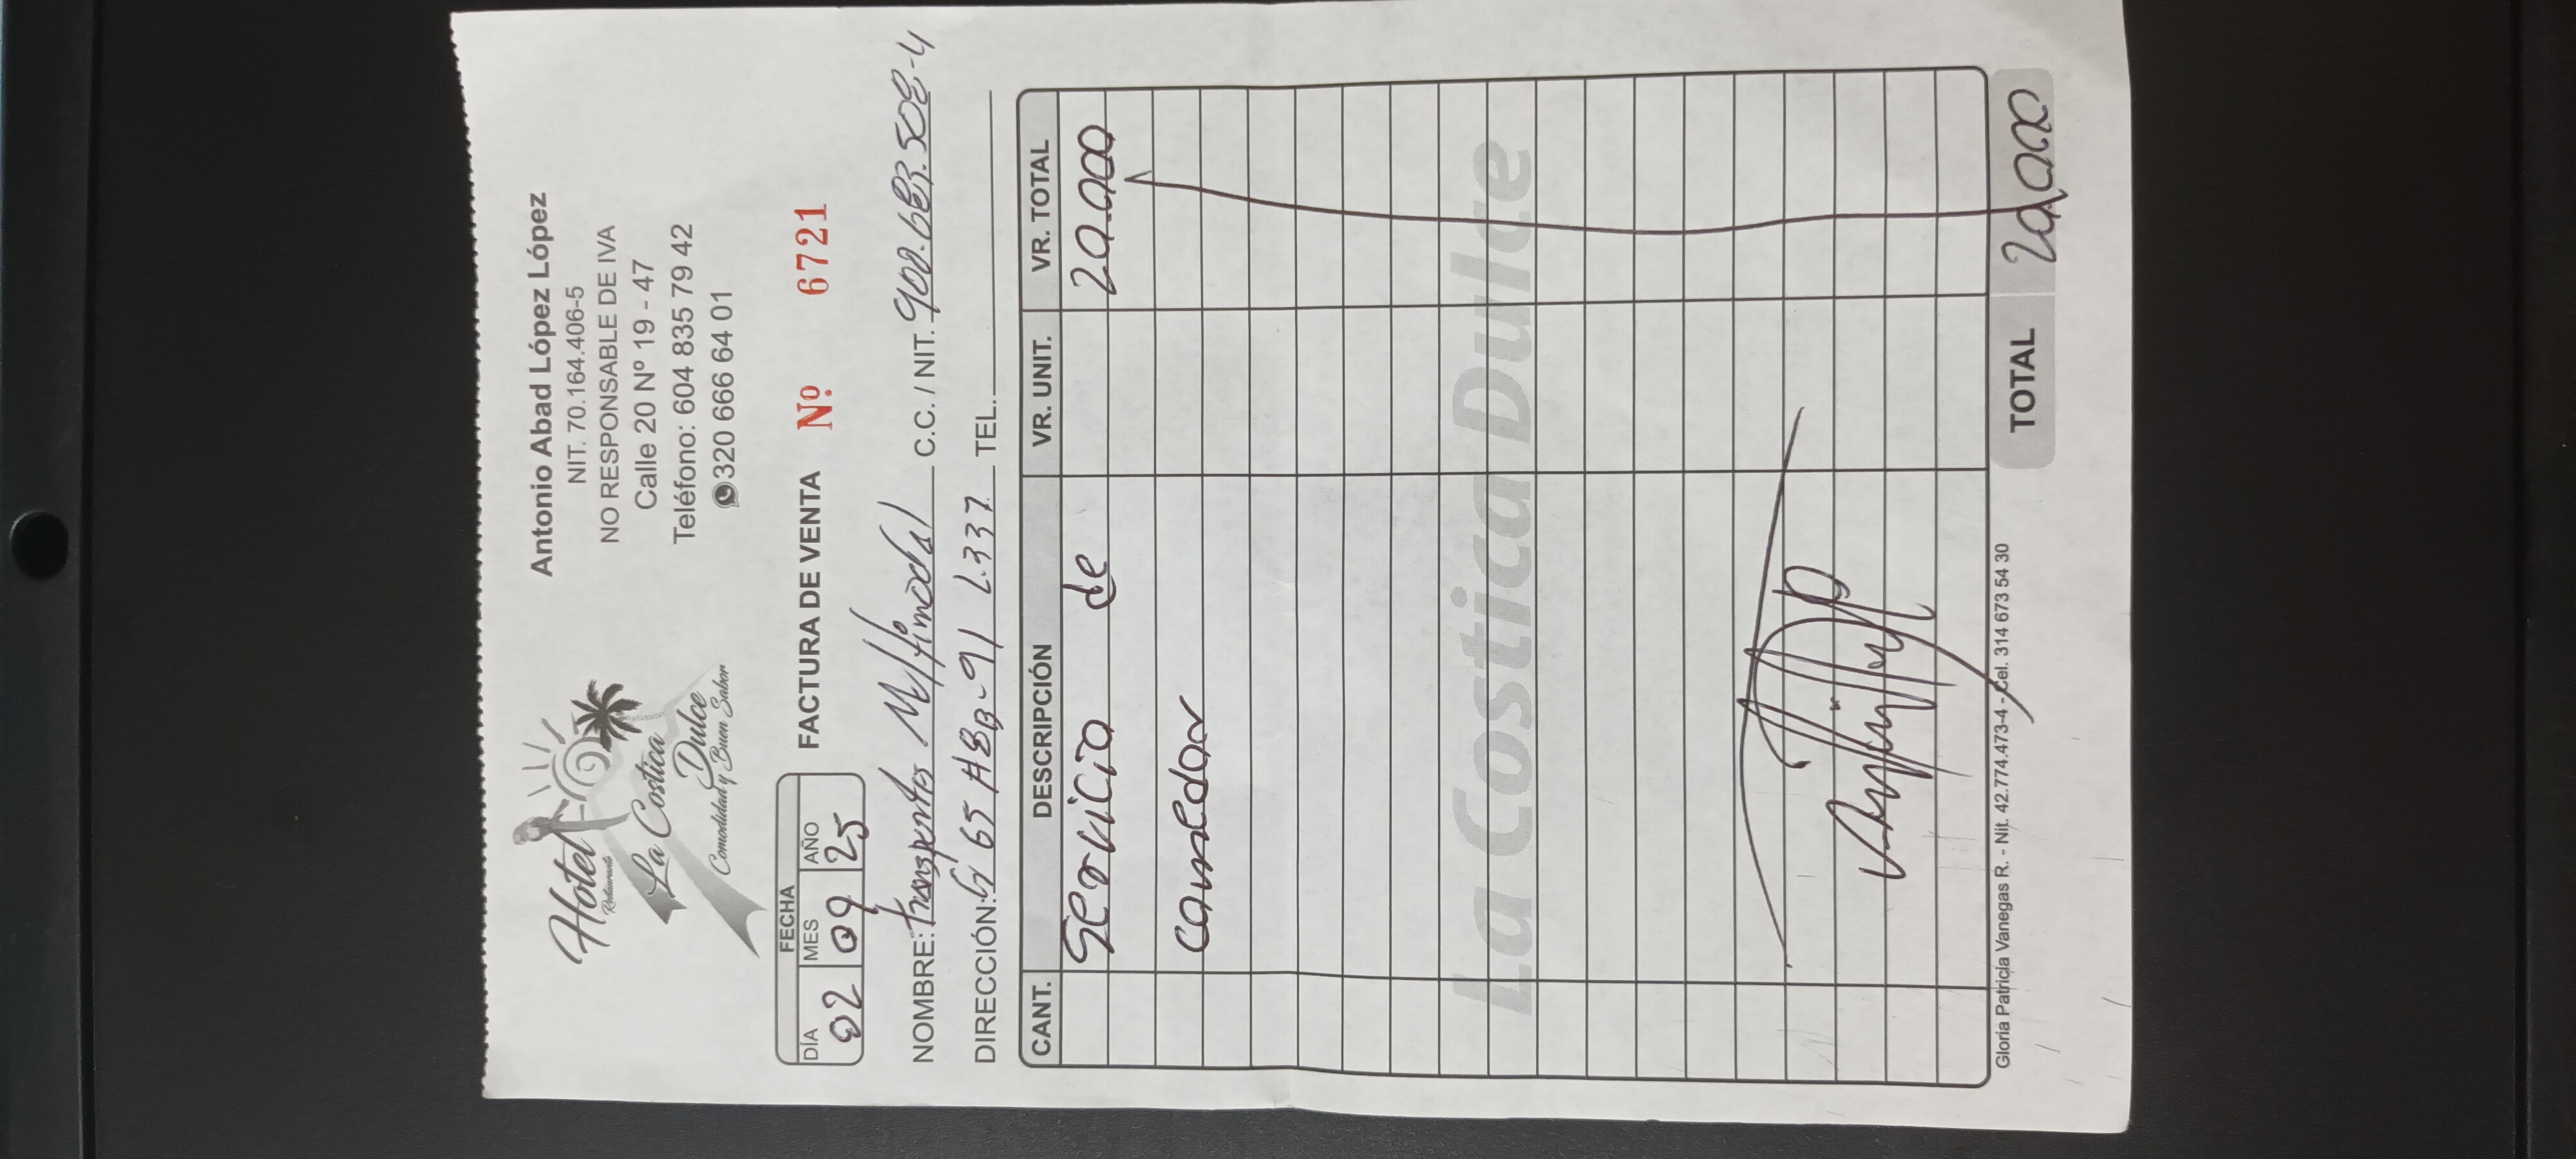 Hotel
Restaurante
La Costica
Dulce
Comodidad y Buen Sabor
Antonio Abad López López
NIT. 70.164.406-5
NO RESPONSABLE DE IVA
Calle 20 Nº 19 - 47
Teléfono: 604 835 79 42
320 666 64 01
FECHA
DÍA MES AÑO
02 09 25
FACTURA DE VENTA Nº 6721
NOMBRE: Transportes C.C. / NIT. 900.683.508-4
DIRECCIÓN: 65 L.337 TEL.
CANT. DESCRIPCIÓN VR. UNIT. VR. TOTAL
Servicio de 20.000
comedor
La Costica Dulce
TOTAL 20.000
Gloria Patricia Vanegas R. - Nit. 42.774.473-4 - Cel. 314 673 54 30